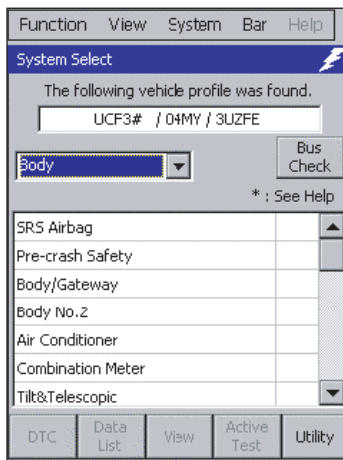 Function View System Bar Help
System Select
The following vehicle profile was found.
UCF3# / 04MY / 3UZFE
Body
Bus
Check
* : See Help
SRS Airbag
Pre-crash Safety
Body/Gateway
Body No.2
Air Conditioner
Combination Meter
Tilt&Telescopic
DTC
Data
List
View
Active
Test
Utility